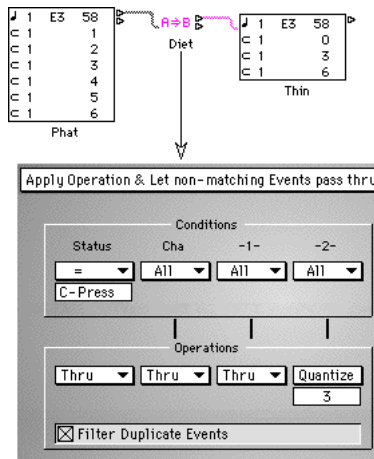 1 E3 58
1 1
1 2
1 3
1 4
1 5
1 6
Phat
A⇒B
Diet
1 E3 58
1 0
1 3
1 6
Thin
Apply Operation & Let non-matching Events pass thru
Conditions
Status Cha -1- -2-
= All All All
C-Press
Operations
Thru Thru Thru Quantize
3
Filter Duplicate Events